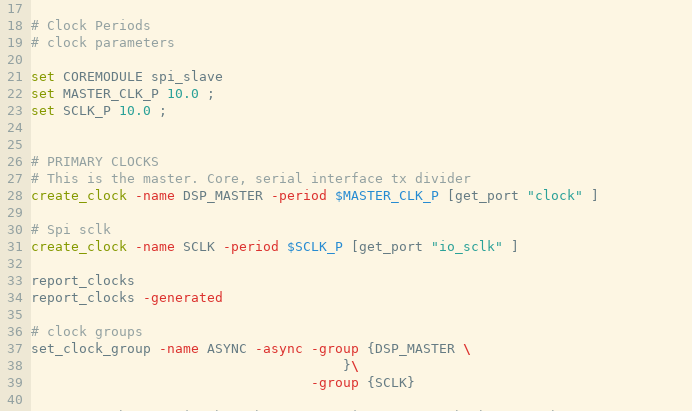 17
18 # Clock Periods
19 # clock parameters
20
21 set COREMODULE spi_slave
22 set MASTER_CLK_P 10.0 ;
23 set SCLK_P 10.0 ;
24
25
26 # PRIMARY CLOCKS
27 # This is the master. Core, serial interface tx divider
28 create_clock -name DSP_MASTER -period $MASTER_CLK_P [get_port "clock" ]
29
30 # Spi sclk
31 create_clock -name SCLK -period $SCLK_P [get_port "io_sclk" ]
32
33 report_clocks
34 report_clocks -generated
35
36 # clock groups
37 set_clock_group -name ASYNC -async -group {DSP_MASTER \
38                                        }\
39                                    -group {SCLK}
40